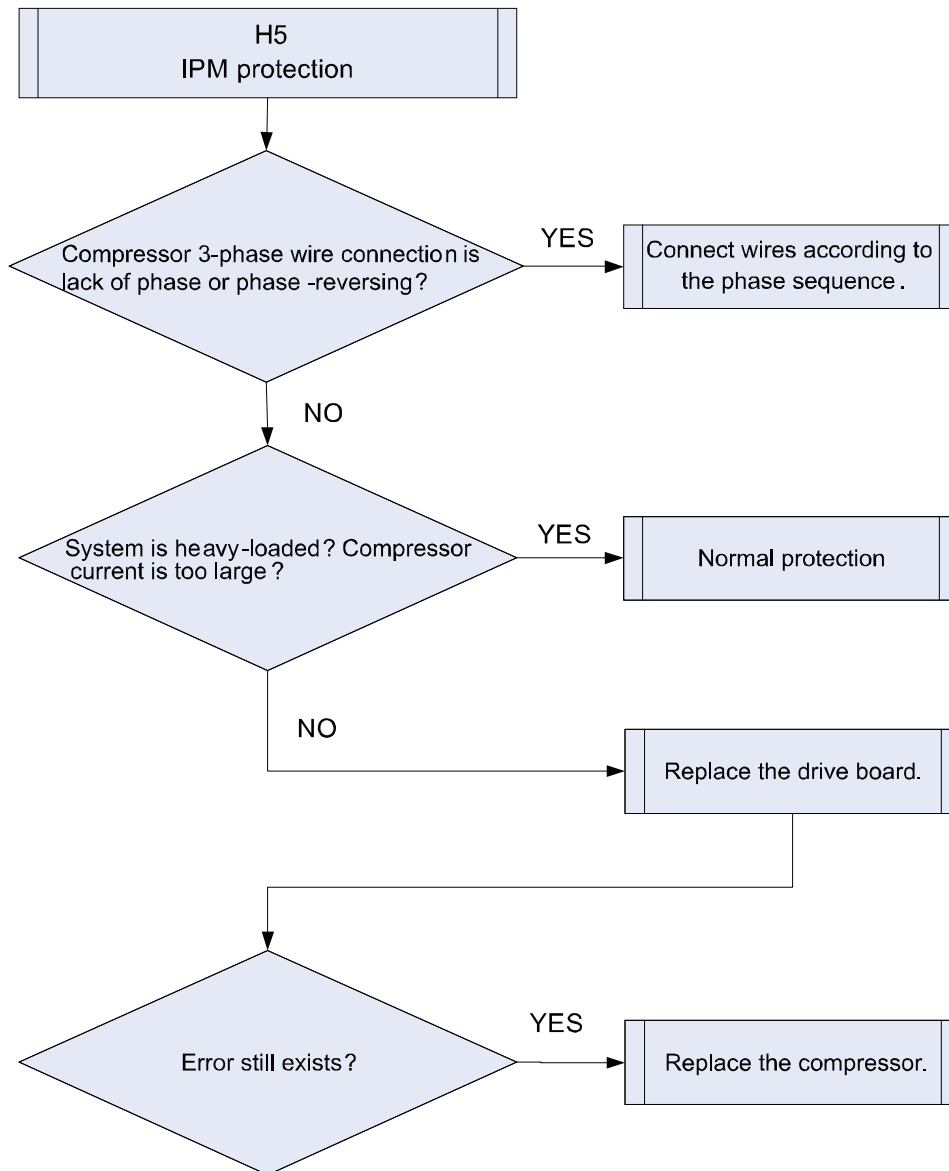 H5
IPM protection
Compressor 3-phase wire connection is
lack of phase or phase -reversing?
YES
Connect wires according to
the phase sequence.
NO
System is heavy-loaded? Compressor
current is too large?
YES
Normal protection
NO
Replace the drive board.
Error still exists?
YES
Replace the compressor.